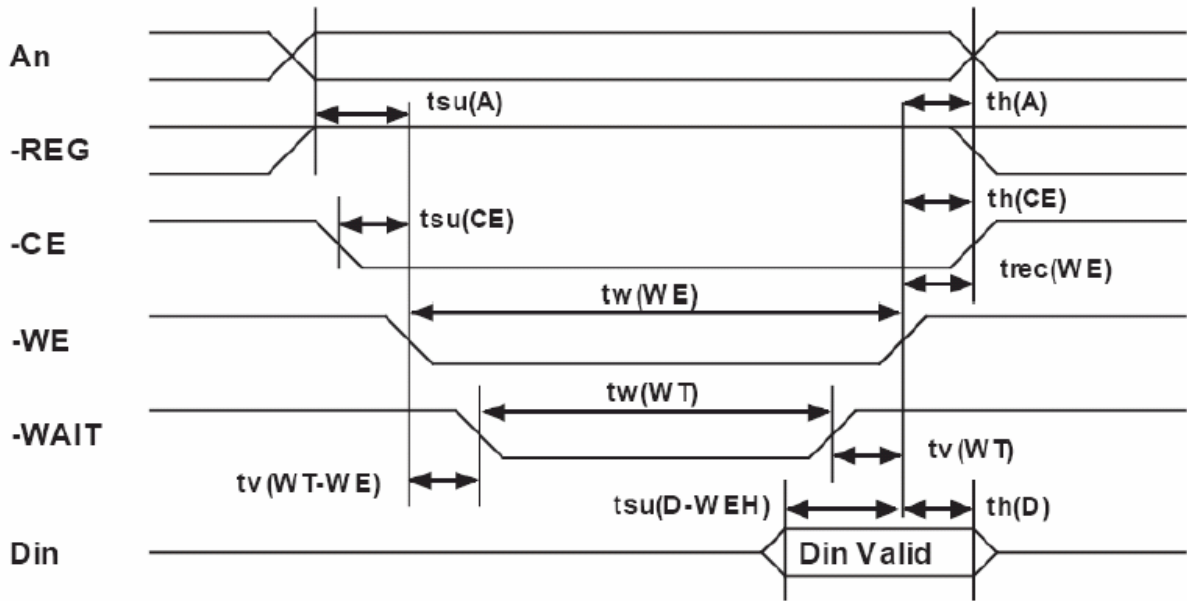 An
tsu(A)
th(A)
-REG
tsu(CE)
th(CE)
-CE
trec(WE)
tw(WE)
-WE
tw(WT)
-WAIT
tv(WT)
tv(WT-WE)
tsu(D-WEH)
th(D)
Din
Din Valid